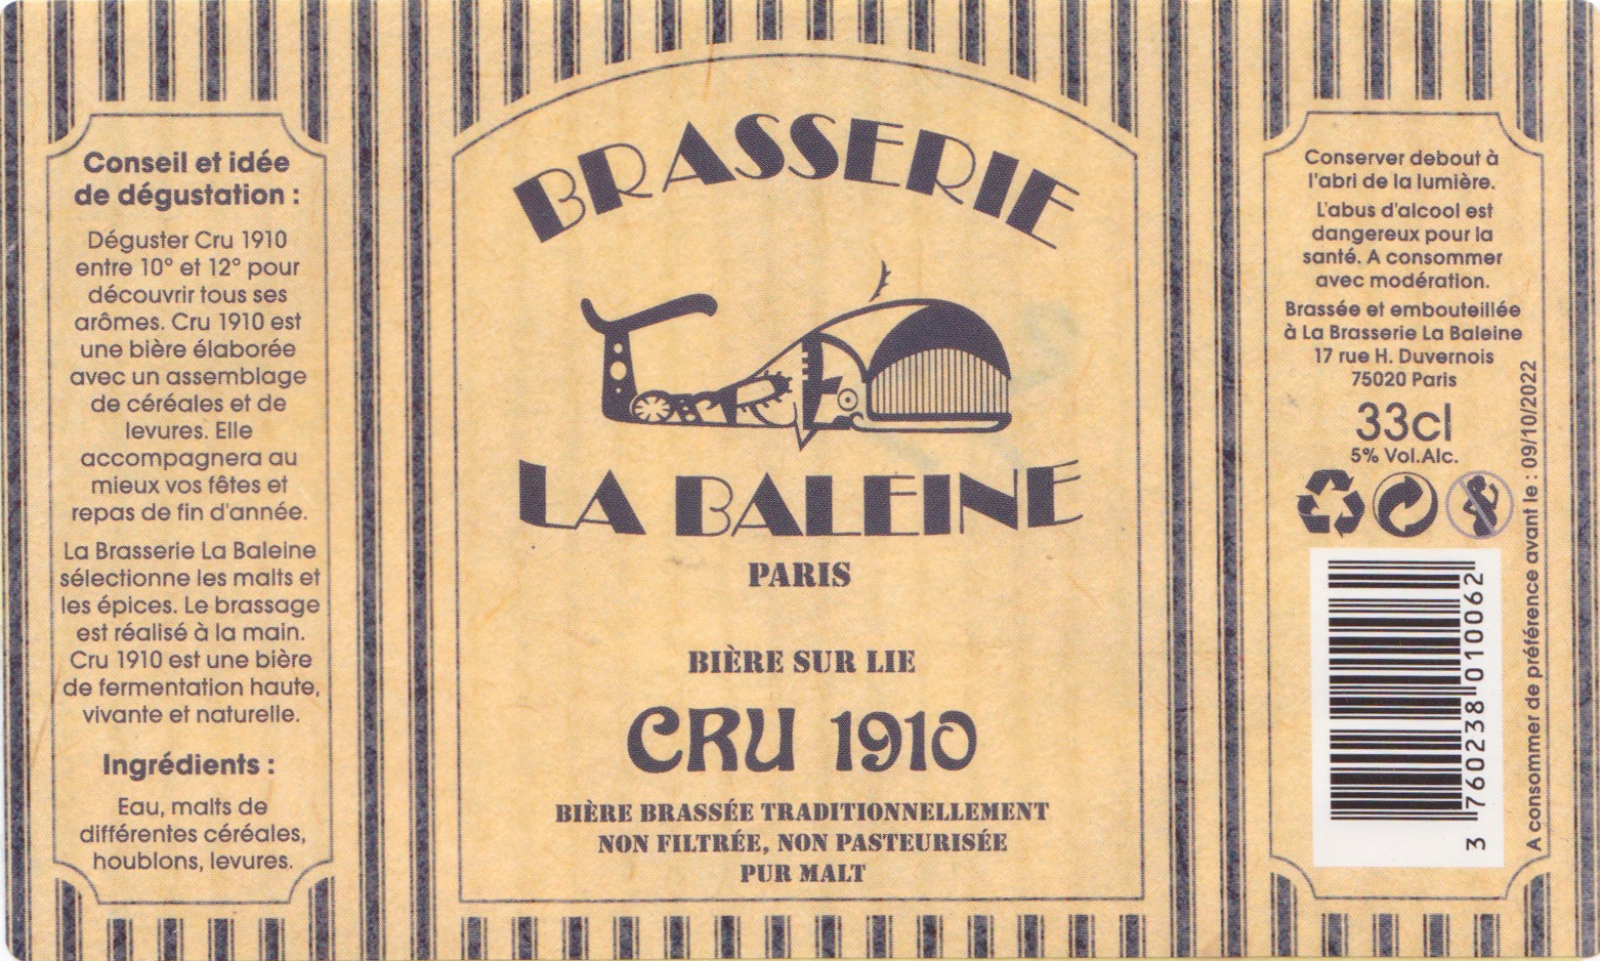 Conseil et idée
de dégustation :
Déguster Cru 1910
entre 10° et 12° pour
découvrir tous ses
arômes. Cru 1910 est
une bière élaborée
avec un assemblage
de céréales et de
levures. Elle
accompagnera au
mieux vos fêtes et
repas de fin d'année.
La Brasserie La Baleine
sélectionne les malts et
les épices. Le brassage
est réalisé à la main.
Cru 1910 est une bière
de fermentation haute,
vivante et naturelle.
Ingrédients :
Eau, malts de
différentes céréales,
houblons, levures.
BRASSERIE
LA BALEINE
PARIS
BIÈRE SUR LIE
CRU 1910
BIÈRE BRASSÉE TRADITIONNELLEMENT
NON FILTRÉE, NON PASTEURISÉE
PUR MALT
Conserver debout à
l'abri de la lumière.
L'abus d'alcool est
dangereux pour la
santé. A consommer
avec modération.
Brassée et embouteillée
à La Brasserie La Baleine
17 rue H. Duvernois
75020 Paris
33cl
5% Vol.Alc.
3 760238 010062
A consommer de préférence avant le : 09/10/2022